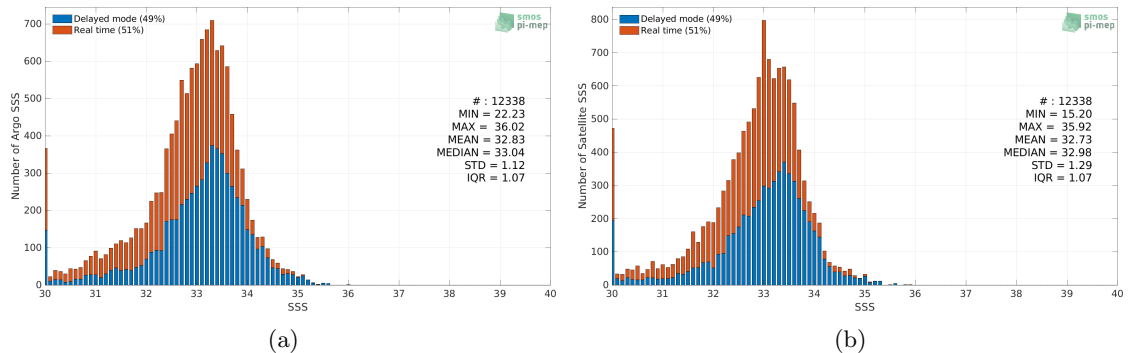 Delayed mode (49%)
Real time (51%)
smos
pi-mep
Number of Argo SSS
700
600
500
400
300
200
100
0
# : 12338
MIN = 22.23
MAX = 36.02
MEAN = 32.83
MEDIAN = 33.04
STD = 1.12
IQR = 1.07
30 31 32 33 34 35 36 37 38 39 40
SSS
(a)
Delayed mode (49%)
Real time (51%)
smos
pi-mep
Number of Satellite SSS
800
700
600
500
400
300
200
100
0
# : 12338
MIN = 15.20
MAX = 35.92
MEAN = 32.73
MEDIAN = 32.98
STD = 1.29
IQR = 1.07
30 31 32 33 34 35 36 37 38 39 40
SSS
(b)